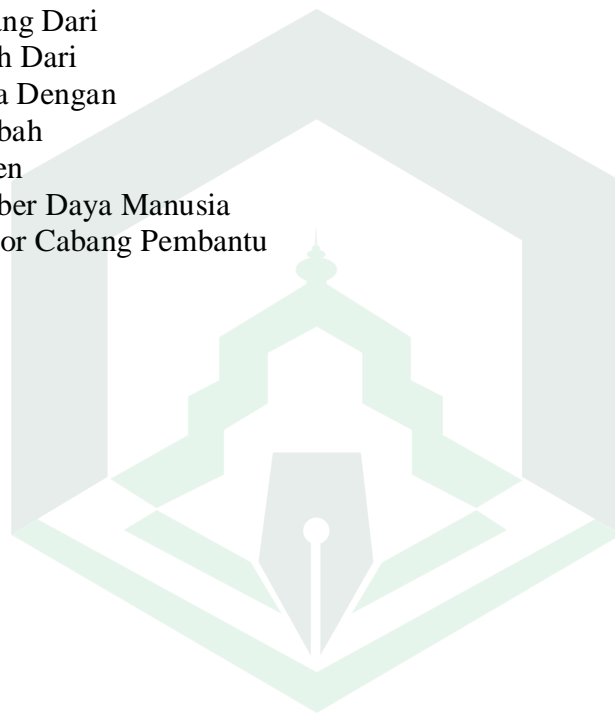 ang Dari
h Dari
a Dengan
bah
en
ber Daya Manusia
or Cabang Pembantu